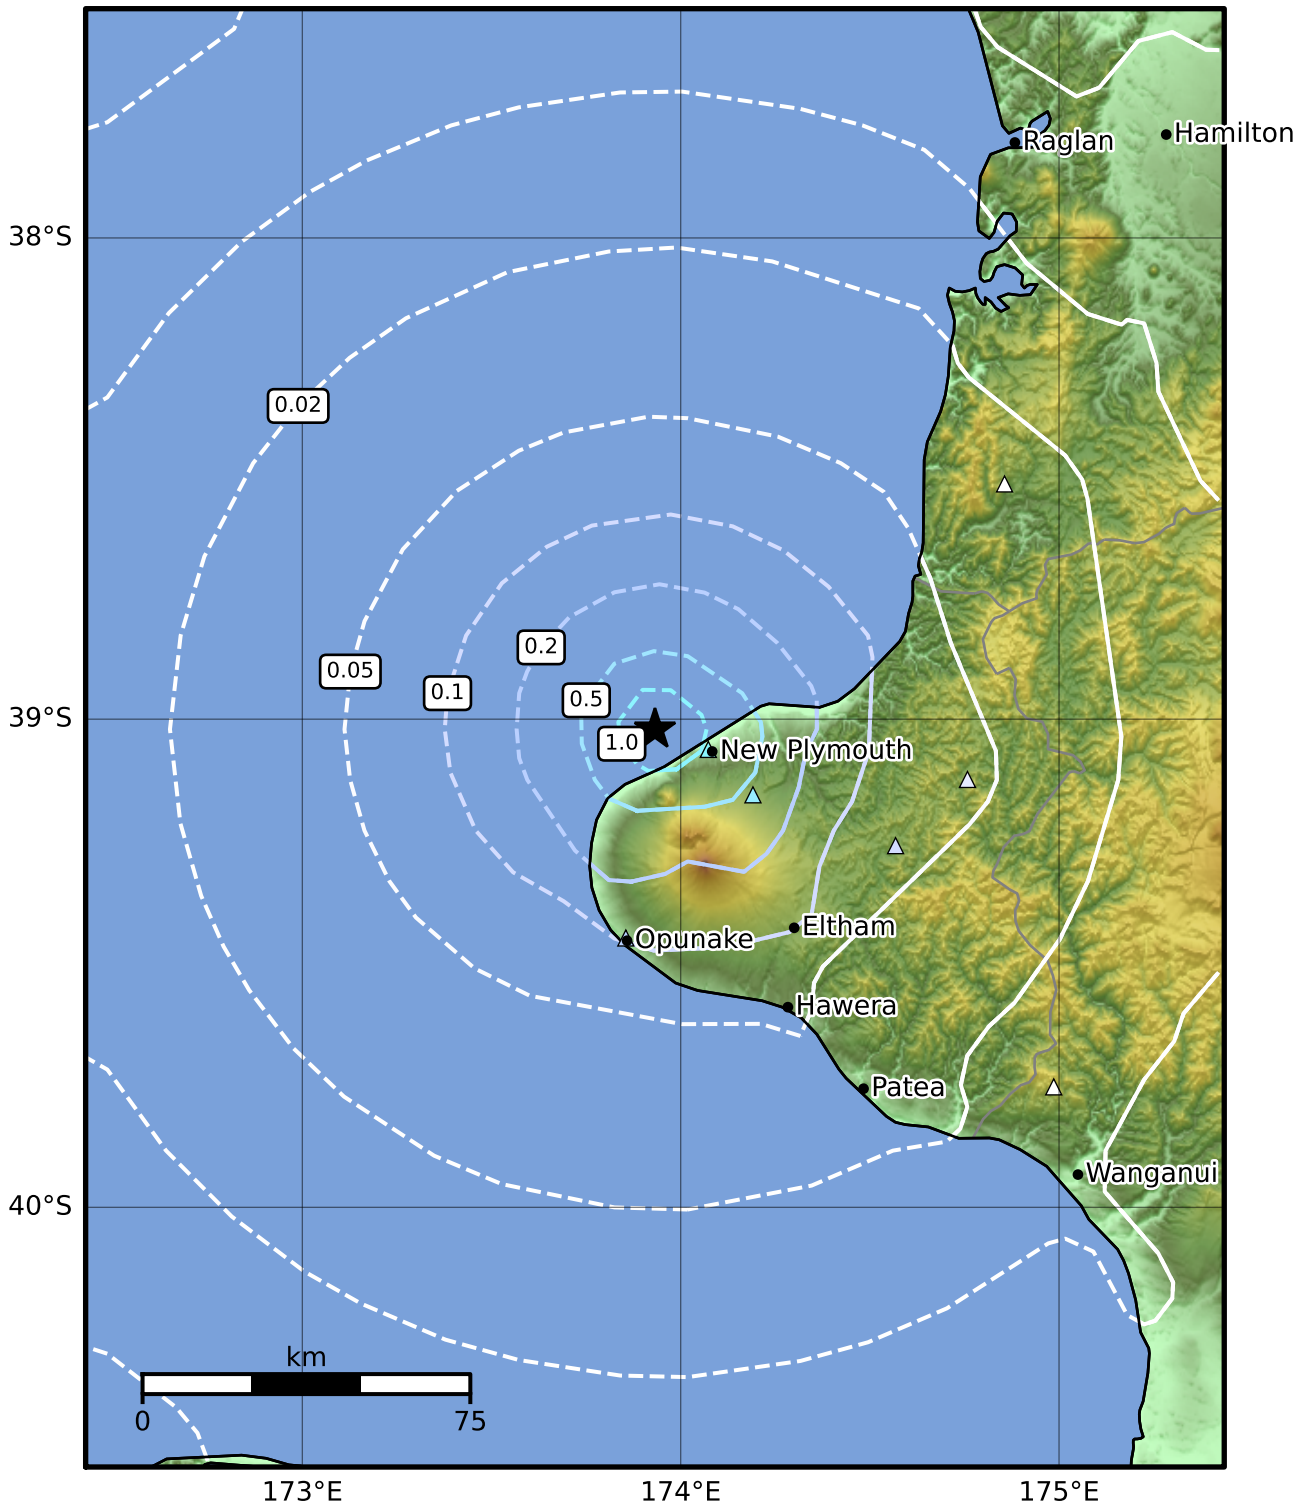 Raglan
Hamilton
38°S
0.02
0.2
0.05
0.1
0.5
39°S
1.0
New Plymouth
Eltham
Opunake
Hawera
Patea
Wanganui
40°S
km
0 75
173°E 174°E 175°E